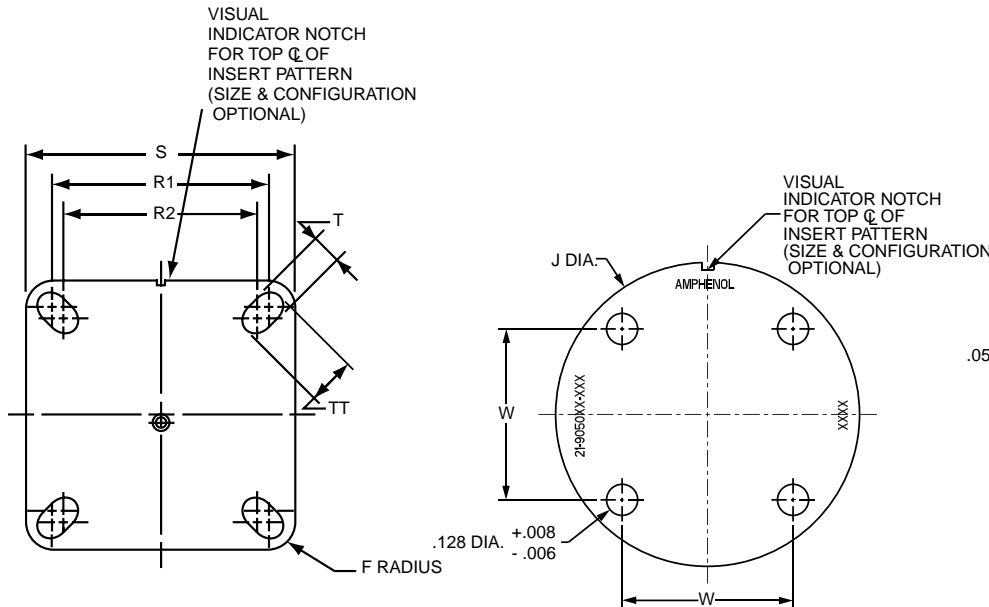 VISUAL
INDICATOR NOTCH
FOR TOP ℄ OF
INSERT PATTERN
(SIZE & CONFIGURATION
OPTIONAL)
S
R1
R2
T
TT
F RADIUS
VISUAL
INDICATOR NOTCH
FOR TOP ℄ OF
INSERT PATTERN
(SIZE & CONFIGURATION
OPTIONAL)
J DIA.
AMPHENOL
W
21-9050XX-XXX
XXXX
.128 DIA. +.008
- .006
W
.05